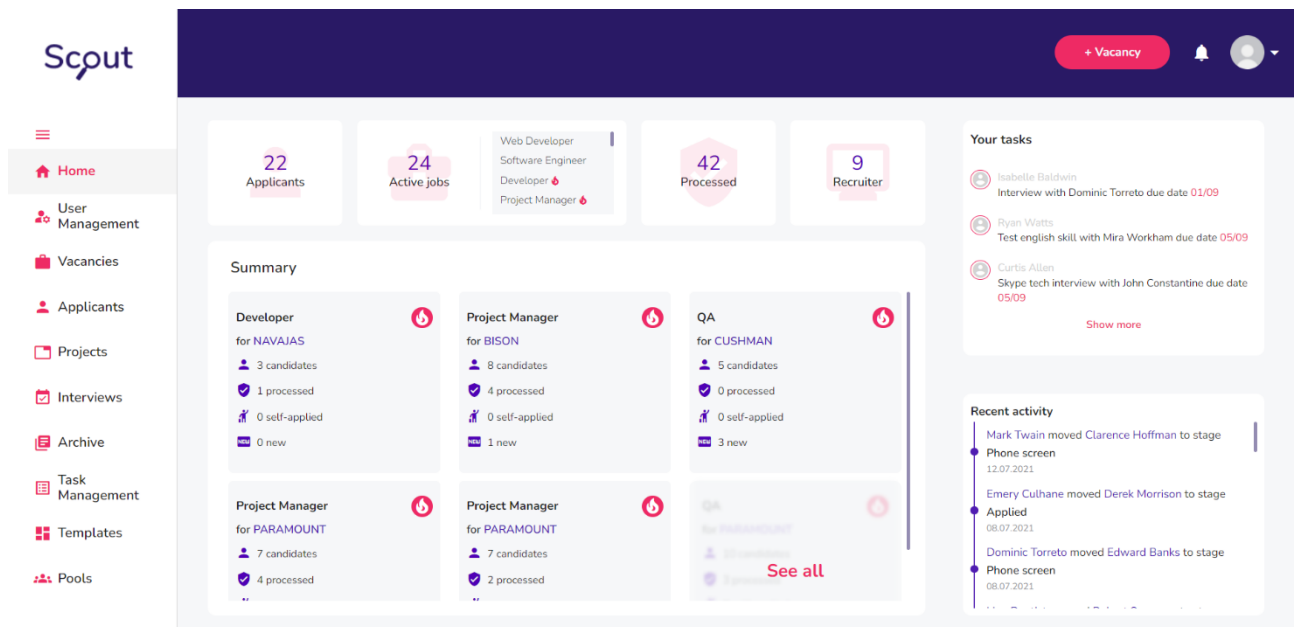 Scout
+ Vacancy
Home
User
Management
Vacancies
Applicants
Projects
Interviews
Archive
Task
Management
Templates
Pools
22
Applicants
24
Active jobs
Web Developer
Software Engineer
Developer
Project Manager
42
Processed
9
Recruiter
Summary
Developer
for NAVAJAS
3 candidates
1 processed
0 self-applied
NEW 0 new
Project Manager
for BISON
8 candidates
4 processed
0 self-applied
NEW 1 new
QA
for CUSHMAN
5 candidates
0 processed
0 self-applied
NEW 3 new
Project Manager
for PARAMOUNT
7 candidates
4 processed
Project Manager
for PARAMOUNT
7 candidates
2 processed
QA
for PARAMOUNT
See all
Your tasks
Isabelle Baldwin
Interview with Dominic Torreto due date 01/09
Ryan Watts
Test english skill with Mira Workham due date 05/09
Curtis Allen
Skype tech interview with John Constantine due date
05/09
Show more
Recent activity
Mark Twain moved Clarence Hoffman to stage
Phone screen
12.07.2021
Emery Culhane moved Derek Morrison to stage
Applied
08.07.2021
Dominic Torreto moved Edward Banks to stage
Phone screen
08.07.2021